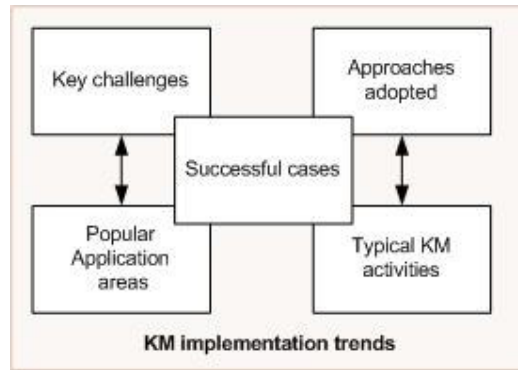 Key challenges
Approaches
adopted
Successful cases
Popular
Application
areas
Typical KM
activities
KM implementation trends